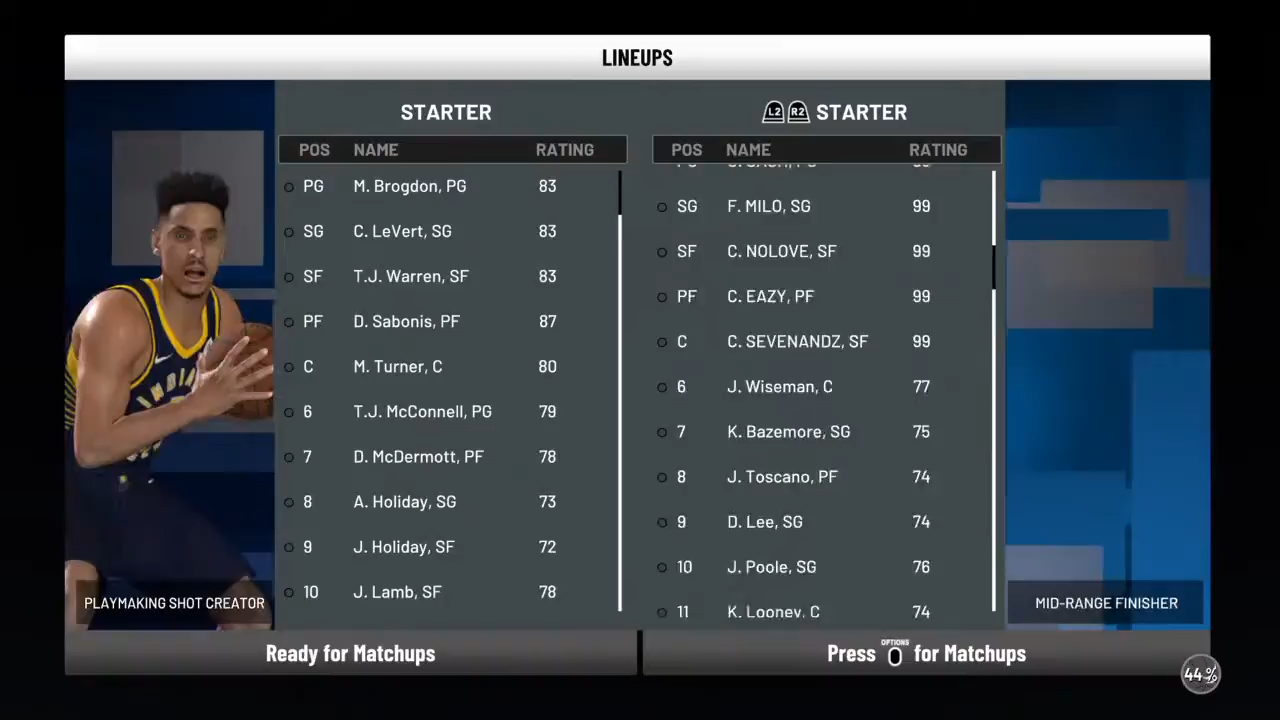 LINEUPS
STARTER
POS NAME RATING
PG M. Brogdon, PG 83
SG C. LeVert, SG 83
SF T.J. Warren, SF 83
PF D. Sabonis, PF 87
C M. Turner, C 80
6 T.J. McConnell, PG 79
7 D. McDermott, PF 78
8 A. Holiday, SG 73
9 J. Holiday, SF 72
10 J. Lamb, SF 78
L2 R2 STARTER
POS NAME RATING
SG F. MILO, SG 99
SF C. NOLOVE, SF 99
PF C. EAZY, PF 99
C C. SEVENANDZ, SF 99
6 J. Wiseman, C 77
7 K. Bazemore, SG 75
8 J. Toscano, PF 74
9 D. Lee, SG 74
10 J. Poole, SG 76
11 K. Looney, C 74
PLAYMAKING SHOT CREATOR
MID-RANGE FINISHER
Ready for Matchups
Press OPTIONS for Matchups
44%